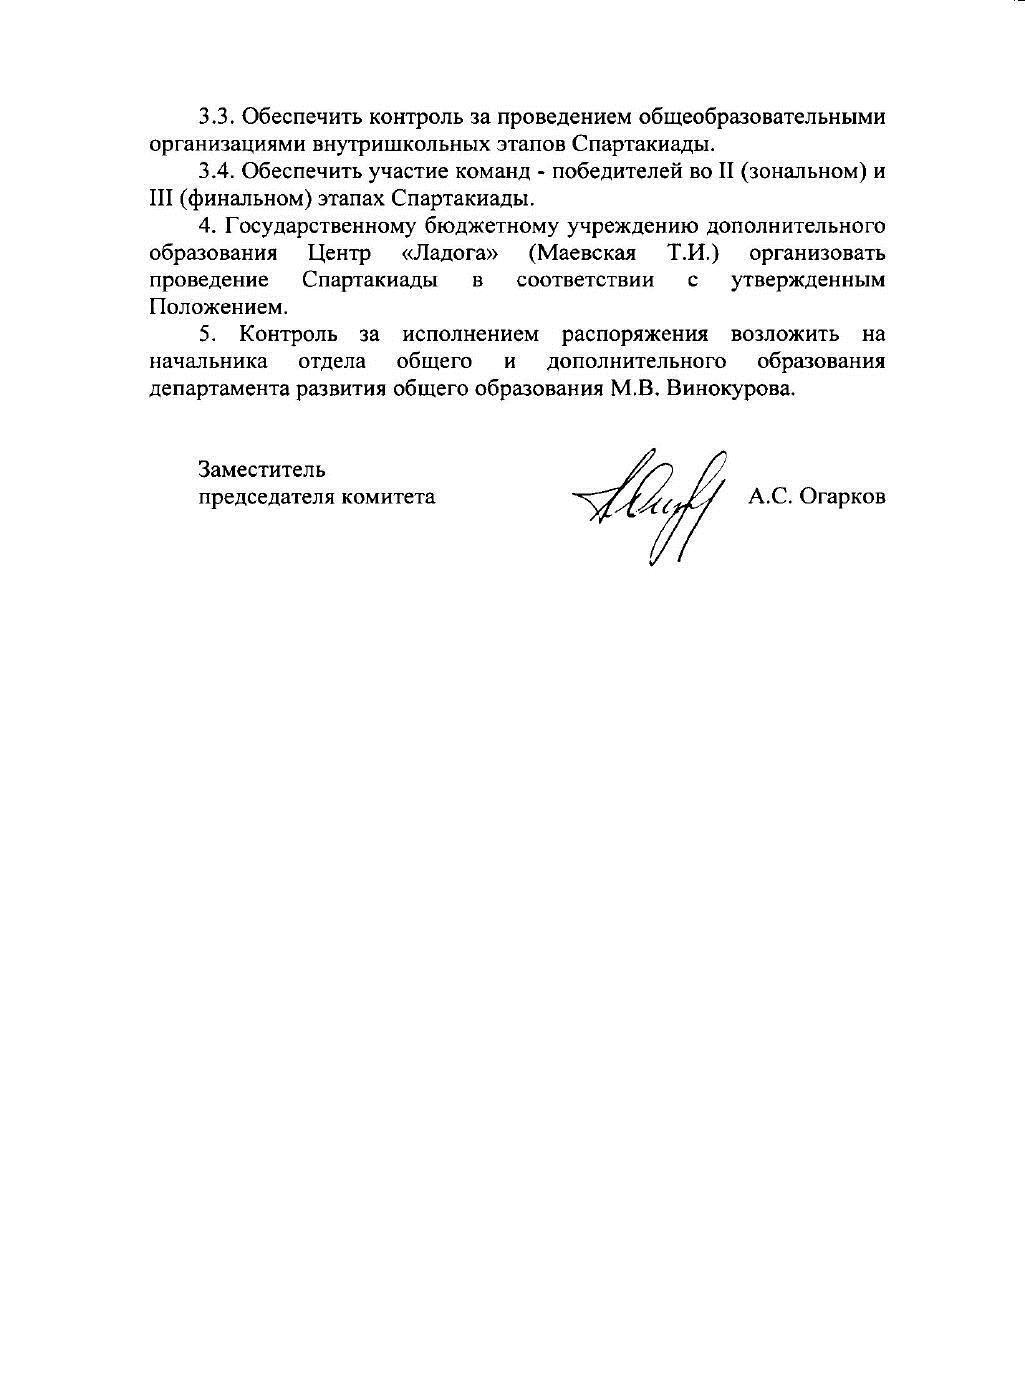 3.3. Обеспечить контроль за проведением общеобразовательными
организациями внутришкольных этапов Спартакиады.
3.4. Обеспечить участие команд - победителей во II (зональном) и
III (финальном) этапах Спартакиады.
4. Государственному бюджетному учреждению дополнительного
образования Центр «Ладога» (Маевская Т.И.) организовать
проведение Спартакиады в соответствии с утвержденным
Положением.
5. Контроль за исполнением распоряжения возложить на
начальника отдела общего и дополнительного образования
департамента развития общего образования М.В. Винокурова.
Заместитель
председателя комитета А.С. Огарков